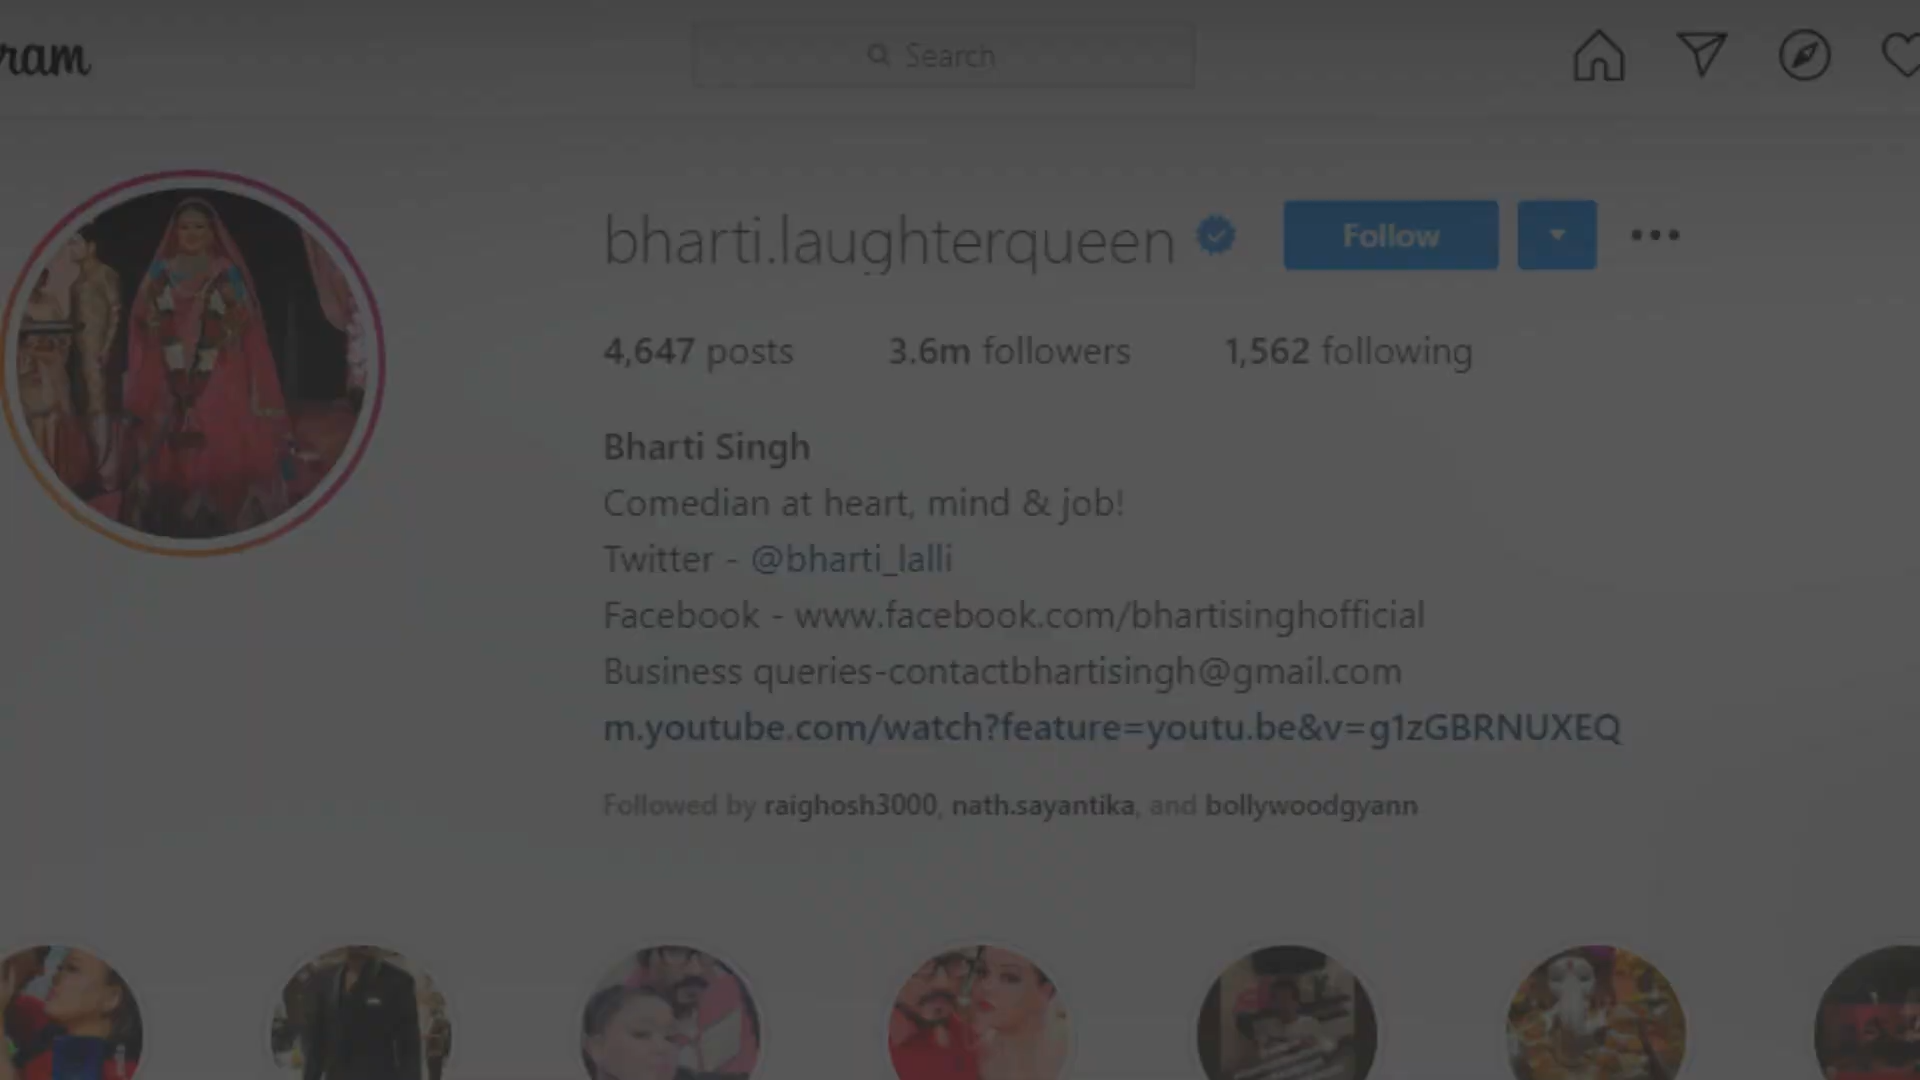 ram
Search
bharti.laughterqueen Follow
4,647 posts 3.6m followers 1,562 following
Bharti Singh
Comedian at heart, mind & job!
Twitter - @bharti_lalli
Facebook - www.facebook.com/bhartisinghofficial
Business queries-contactbhartisingh@gmail.com
m.youtube.com/watch?feature=youtu.be&v=g1zGBRNUXEQ
Followed by raighosh3000, nath.sayantika, and bollywoodgyann